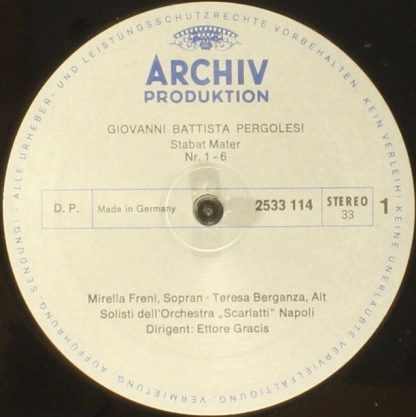 ALLE URHEBER- UND LEISTUNGSSCHUTZRECHTE VORBEHALTEN. KEIN VERLEIH! KEINE UNERLAUBTE VERVIELFÄLTIGUNG, VERMIETUNG, AUFFÜHRUNG, SENDUNG!
ARCHIV
PRODUKTION
GIOVANNI BATTISTA PERGOLESI
Stabat Mater
Nr. 1-6
D. P. Made in Germany 2533 114 STEREO 33 1
Mirella Freni, Sopran · Teresa Berganza, Alt
Solisti dell'Orchestra „Scarlatti" Napoli
Dirigent: Ettore Gracis